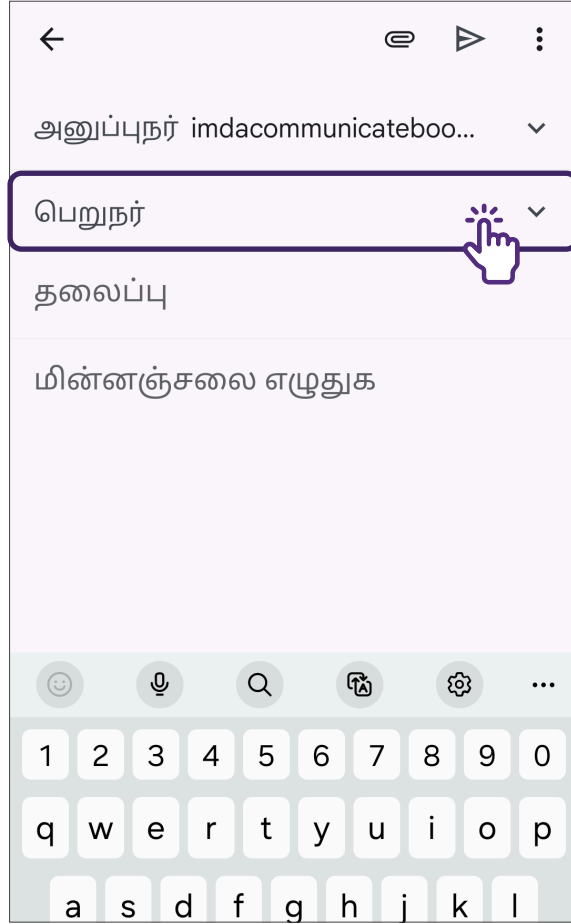 அனுப்புநர் imdacommunicateboo...
பெறுநர்
தலைப்பு
மின்னஞ்சலை எழுதுக
1 2 3 4 5 6 7 8 9 0
q w e r t y u i o p
a s d f g h j k l